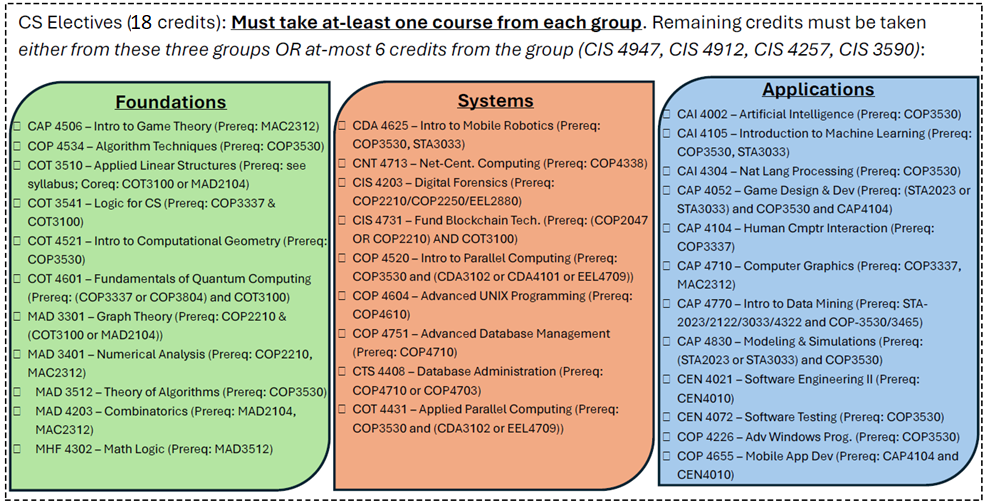 CS Electives (18 credits): Must take at-least one course from each group. Remaining credits must be taken
either from these three groups OR at-most 6 credits from the group (CIS 4947, CIS 4912, CIS 4257, CIS 3590):
Foundations
CAP 4506 – Intro to Game Theory (Prereq: MAC2312)
COP 4534 – Algorithm Techniques (Prereq: COP3530)
COT 3510 – Applied Linear Structures (Prereq: see
syllabus; Coreq: COT3100 or MAD2104)
COT 3541 – Logic for CS (Prereq: COP3337 &
COT3100)
COT 4521 – Intro to Computational Geometry (Prereq:
COP3530)
COT 4601 – Fundamentals of Quantum Computing
(Prereq: (COP3337 or COP3804) and COT3100)
MAD 3301 – Graph Theory (Prereq: COP2210 &
(COT3100 or MAD2104))
MAD 3401 – Numerical Analysis (Prereq: COP2210,
MAC2312)
MAD 3512 – Theory of Algorithms (Prereq: COP3530)
MAD 4203 – Combinatorics (Prereq: MAD2104,
MAC2312)
MHF 4302 – Math Logic (Prereq: MAD3512)
Systems
CDA 4625 – Intro to Mobile Robotics (Prereq:
COP3530, STA3033)
CNT 4713 – Net-Cent. Computing (Prereq: COP4338)
CIS 4203 – Digital Forensics (Prereq:
COP2210/COP2250/EEL2880)
CIS 4731 – Fund Blockchain Tech. (Prereq: (COP2047
OR COP2210) AND COT3100)
COP 4520 – Intro to Parallel Computing (Prereq:
COP3530 and (CDA3102 or CDA4101 or EEL4709))
COP 4604 – Advanced UNIX Programming (Prereq:
COP4610)
COP 4751 – Advanced Database Management
(Prereq: COP4710)
CTS 4408 – Database Administration (Prereq:
COP4710 or COP4703)
COT 4431 – Applied Parallel Computing (Prereq:
COP3530 and (CDA3102 or EEL4709))
Applications
CAI 4002 – Artificial Intelligence (Prereq: COP3530)
CAI 4105 – Introduction to Machine Learning (Prereq:
COP3530, STA3033)
CAI 4304 – Nat Lang Processing (Prereq: COP3530)
CAP 4052 – Game Design & Dev (Prereq: (STA2023 or
STA3033) and COP3530 and CAP4104)
CAP 4104 – Human Cmptr Interaction (Prereq:
COP3337)
CAP 4710 – Computer Graphics (Prereq: COP3337,
MAC2312)
CAP 4770 – Intro to Data Mining (Prereq: STA-
2023/2122/3033/4322 and COP-3530/3465)
CAP 4830 – Modeling & Simulations (Prereq:
(STA2023 or STA3033) and COP3530)
CEN 4021 – Software Engineering II (Prereq:
CEN4010)
CEN 4072 – Software Testing (Prereq: COP3530)
COP 4226 – Adv Windows Prog. (Prereq: COP3530)
COP 4655 – Mobile App Dev (Prereq: CAP4104 and
CEN4010)